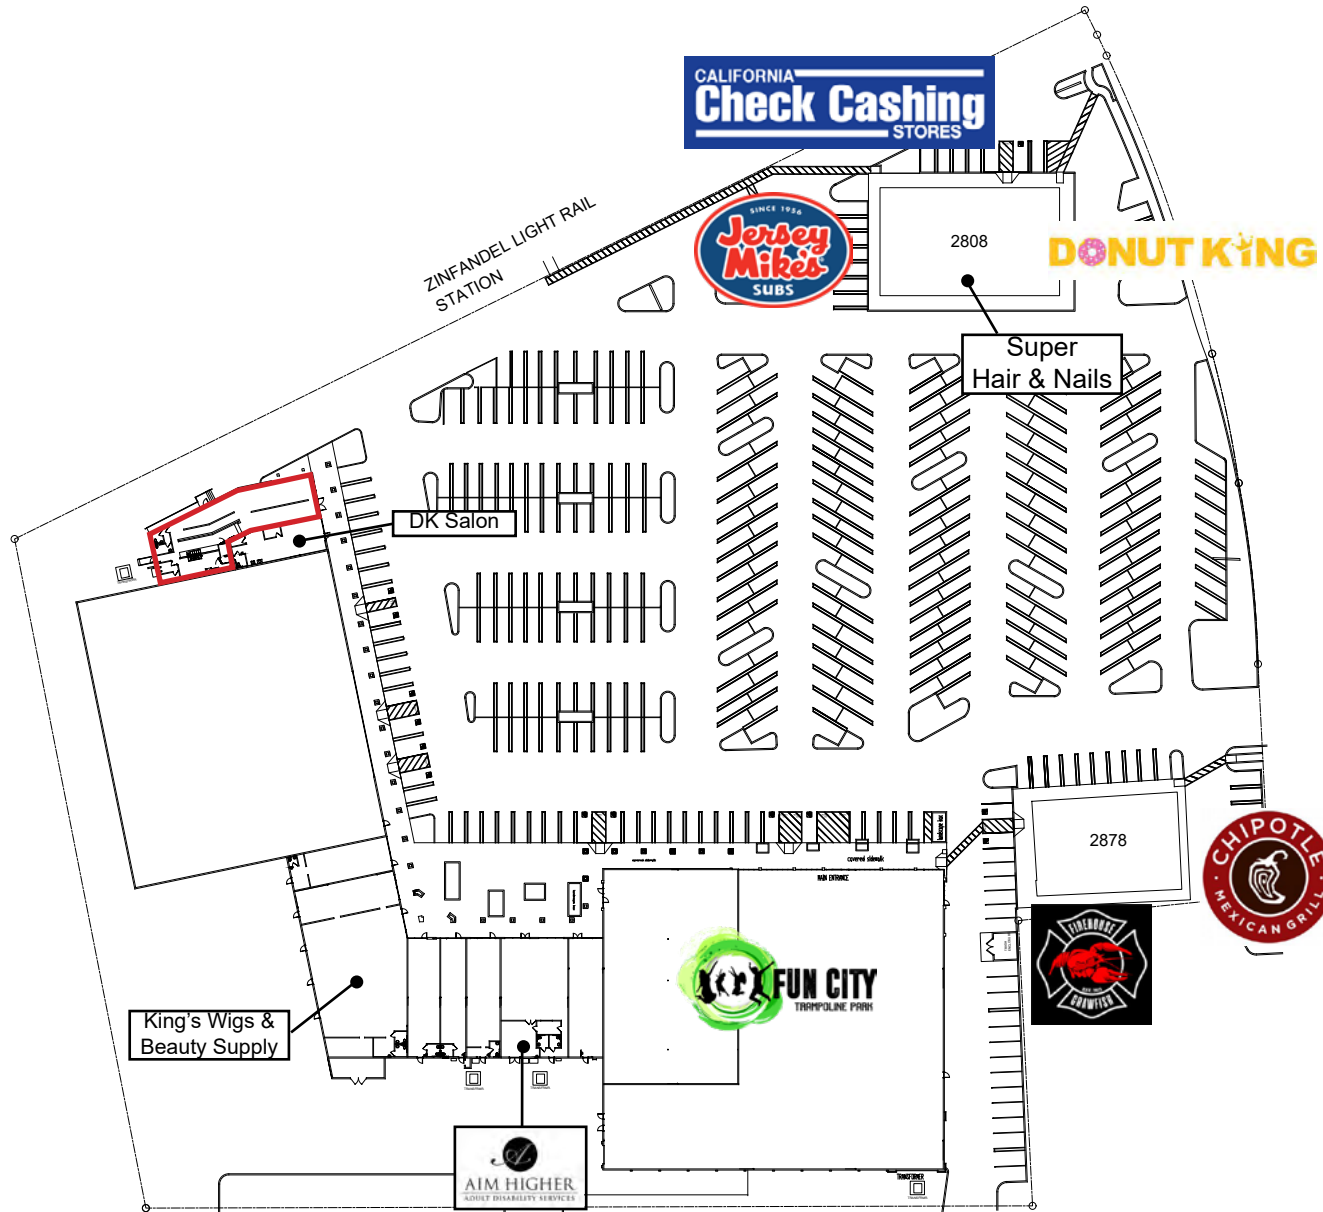 CALIFORNIA
Check Cashing
STORES
ZINFANDEL LIGHT RAIL
STATION
SINCE 1956
Jersey
Mike's
SUBS
2808
DONUT KING
Super
Hair & Nails
DK Salon
2878
CHIPOTLE
MEXICAN GRILL
covered sidewalk
covered sidewalk
MAIN ENTRANCE
FIREHOUSE
CRAWFISH
FUN CITY
TRAMPOLINE PARK
King's Wigs &
Beauty Supply
AIM HIGHER
ADULT DISABILITY SERVICES
TRANSFORMER